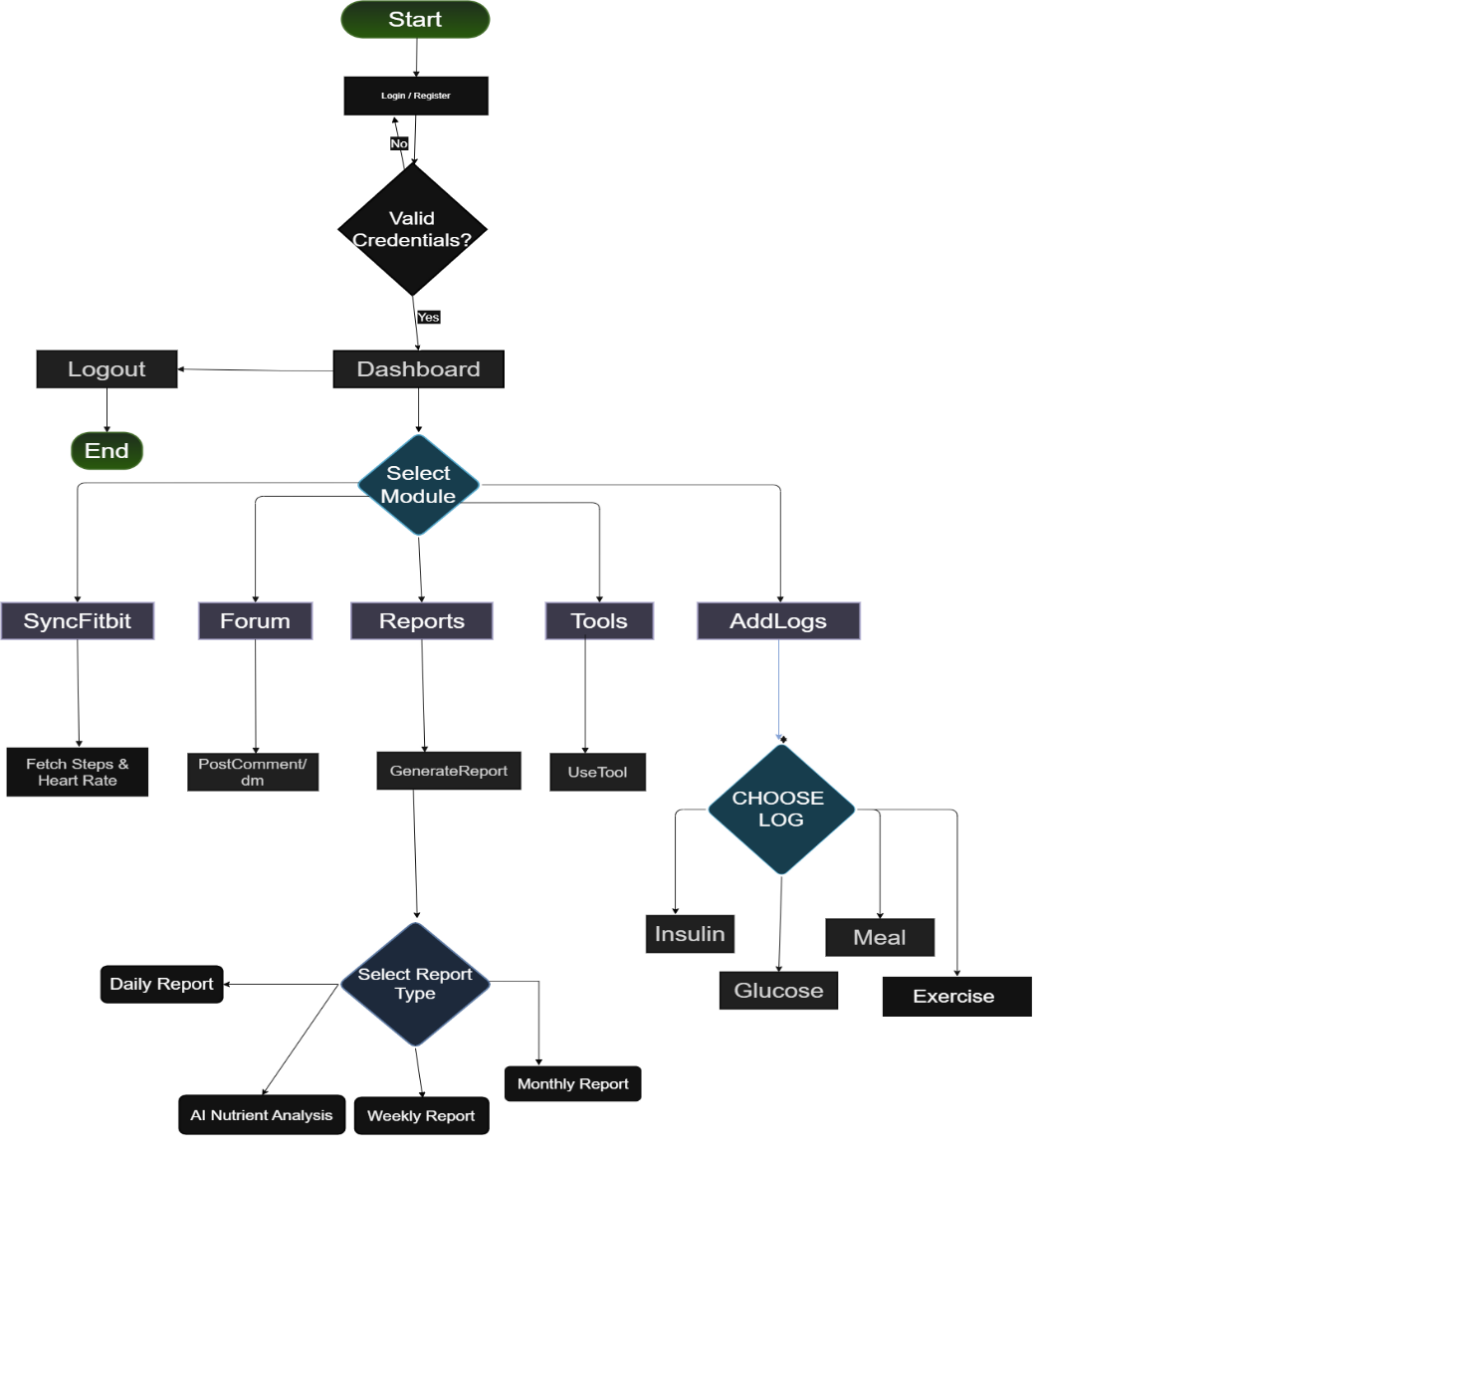 Start
Login / Register
No
Valid
Credentials?
Yes
Logout
Dashboard
End
Select
Module
SyncFitbit
Forum
Reports
Tools
AddLogs
Fetch Steps &
Heart Rate
PostComment/
dm
GenerateReport
UseTool
CHOOSE
LOG
Insulin
Meal
Glucose
Exercise
Daily Report
Select Report
Type
Monthly Report
AI Nutrient Analysis
Weekly Report